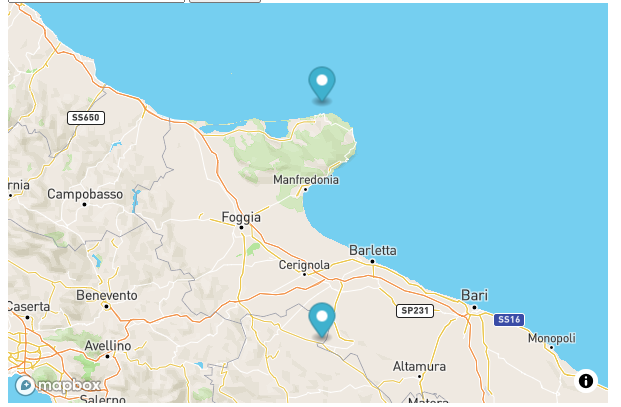 SS650
rnia
Campobasso
Manfredonia
Foggia
Barletta
Cerignola
Benevento
Bari
Caserta
SP231
SS16
Monopoli
Avellino
Altamura
mapbox
Salerno
Matera